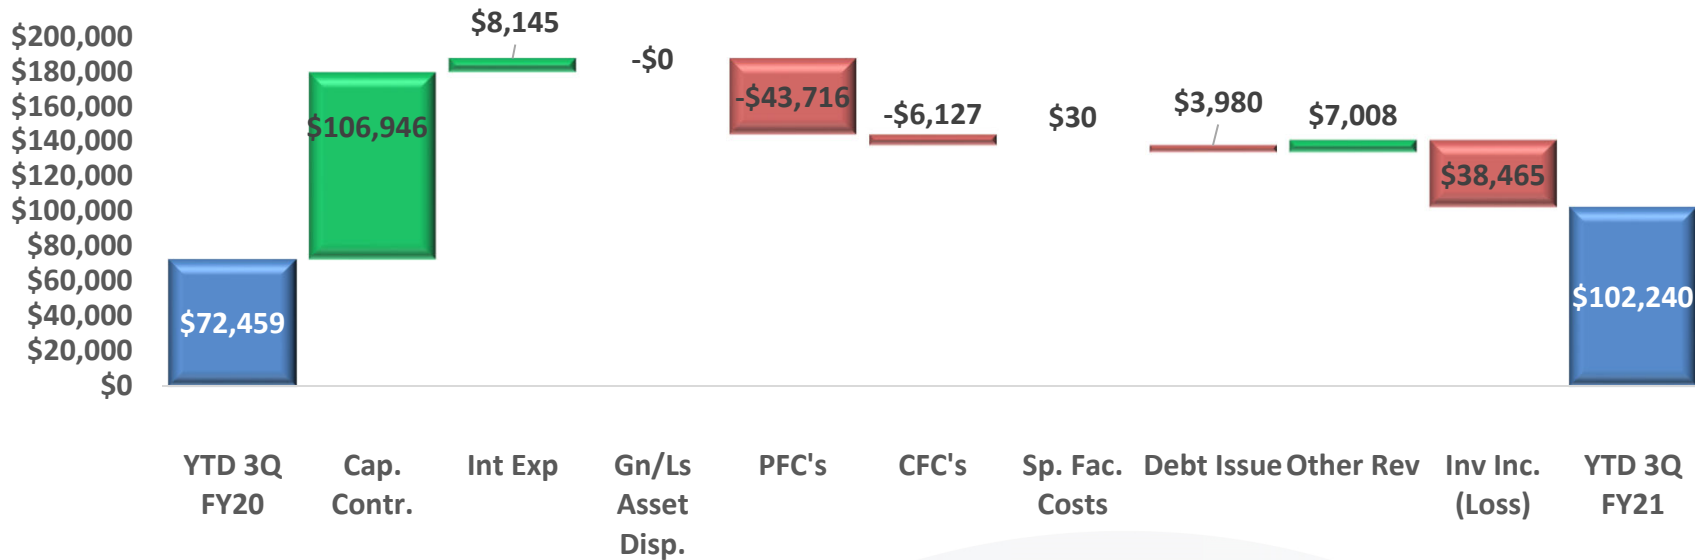 $200,000
$180,000
$160,000
$140,000
$120,000
$100,000
$80,000
$60,000
$40,000
$20,000
$0
$72,459
$106,946
$8,145
-$0
-$43,716
-$6,127
$30
$3,980
$7,008
$38,465
$102,240
YTD 3Q
FY20
Cap.
Contr.
Int Exp
Gn/Ls
Asset
Disp.
PFC's
CFC's
Sp. Fac.
Costs
Debt Issue
Other Rev
Inv Inc.
(Loss)
YTD 3Q
FY21